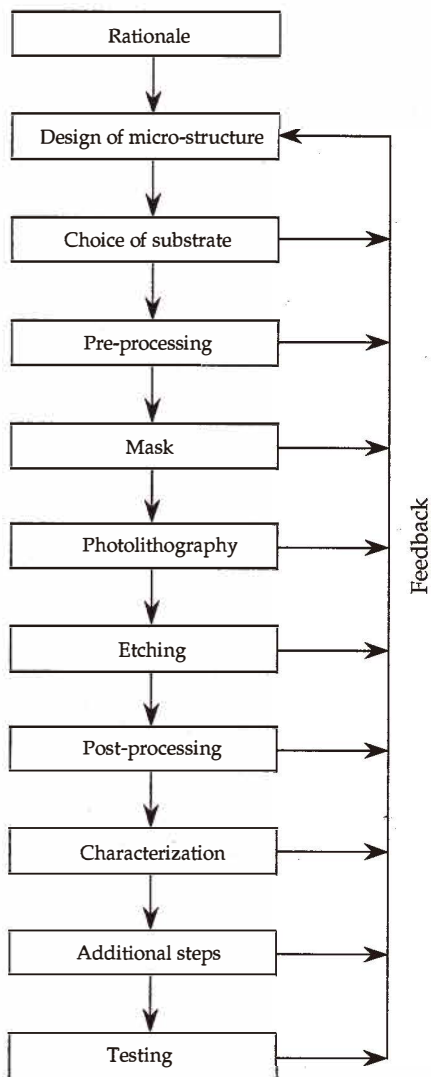 Rationale
Design of micro-structure
Choice of substrate
Pre-processing
Mask
Photolithography
Etching
Post-processing
Characterization
Additional steps
Testing
Feedback